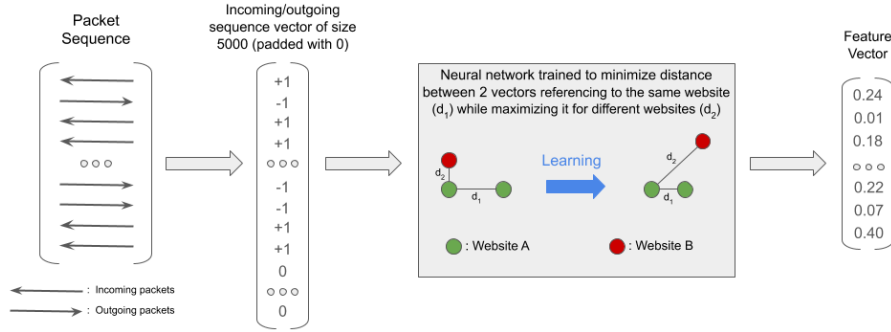 Packet
Sequence
Incoming/outgoing
sequence vector of size
5000 (padded with 0)
+1
-1
+1
+1
-1
-1
+1
+1
0
0
: Incoming packets
: Outgoing packets
Neural network trained to minimize distance
between 2 vectors referencing to the same website
(d1) while maximizing it for different websites (d2)
d2
d1
Learning
d2
d1
: Website A
: Website B
Feature
Vector
0.24
0.01
0.18
0.22
0.07
0.40